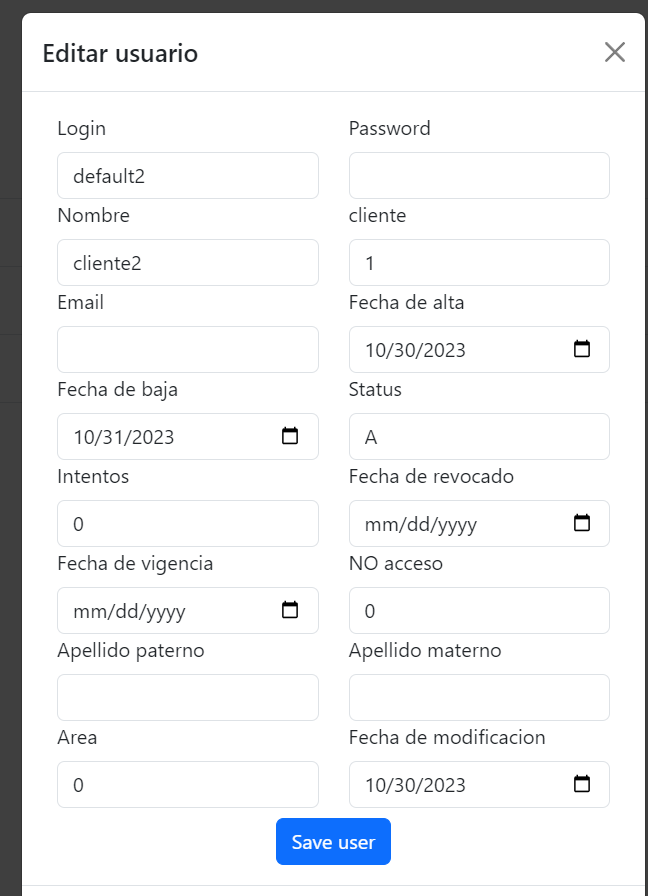 Editar usuario
Login Password
default2
Nombre cliente
cliente2 1
Email Fecha de alta
10/30/2023
Fecha de baja Status
10/31/2023 A
Intentos Fecha de revocado
0 mm/dd/yyyy
Fecha de vigencia NO acceso
mm/dd/yyyy 0
Apellido paterno Apellido materno
Area Fecha de modificacion
0 10/30/2023
Save user